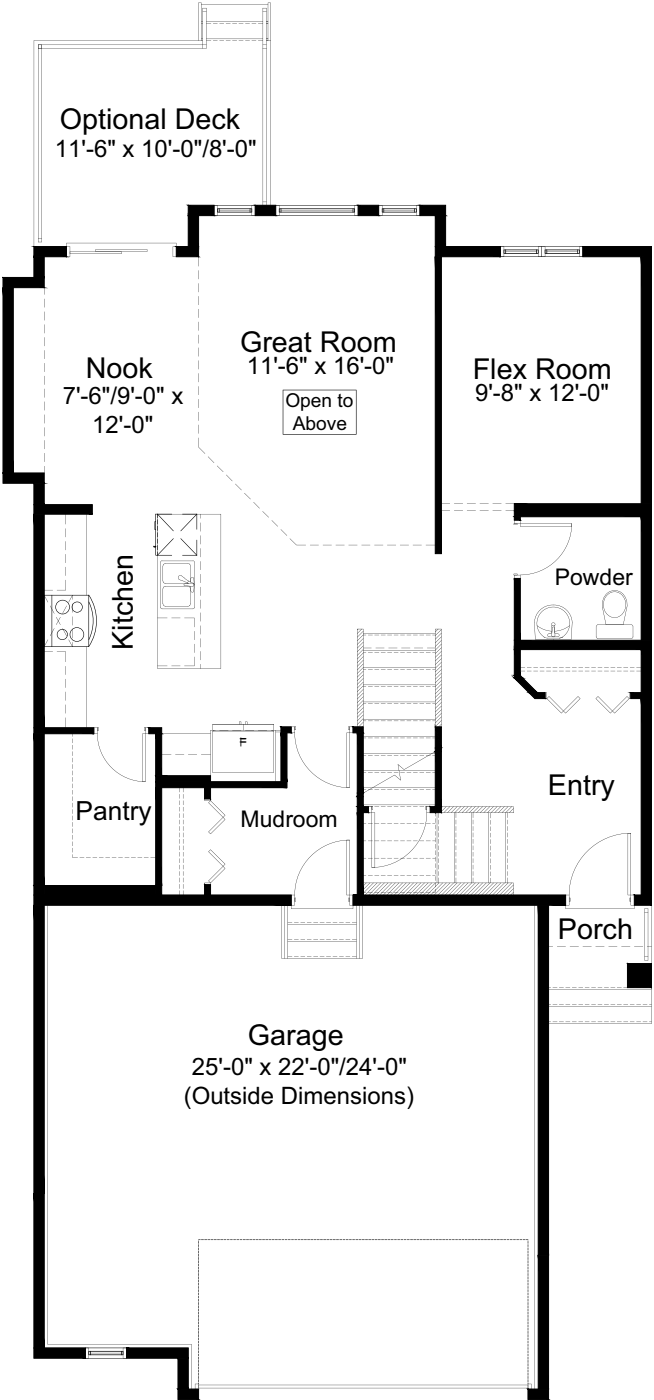 Optional Deck
11'-6" x 10'-0"/8'-0"
Great Room
11'-6" x 16'-0"
Open to
Above
Nook
7'-6"/9'-0" x
12'-0"
Flex Room
9'-8" x 12'-0"
Kitchen
Powder
F
Pantry
Mudroom
Entry
Porch
Garage
25'-0" x 22'-0"/24'-0"
(Outside Dimensions)